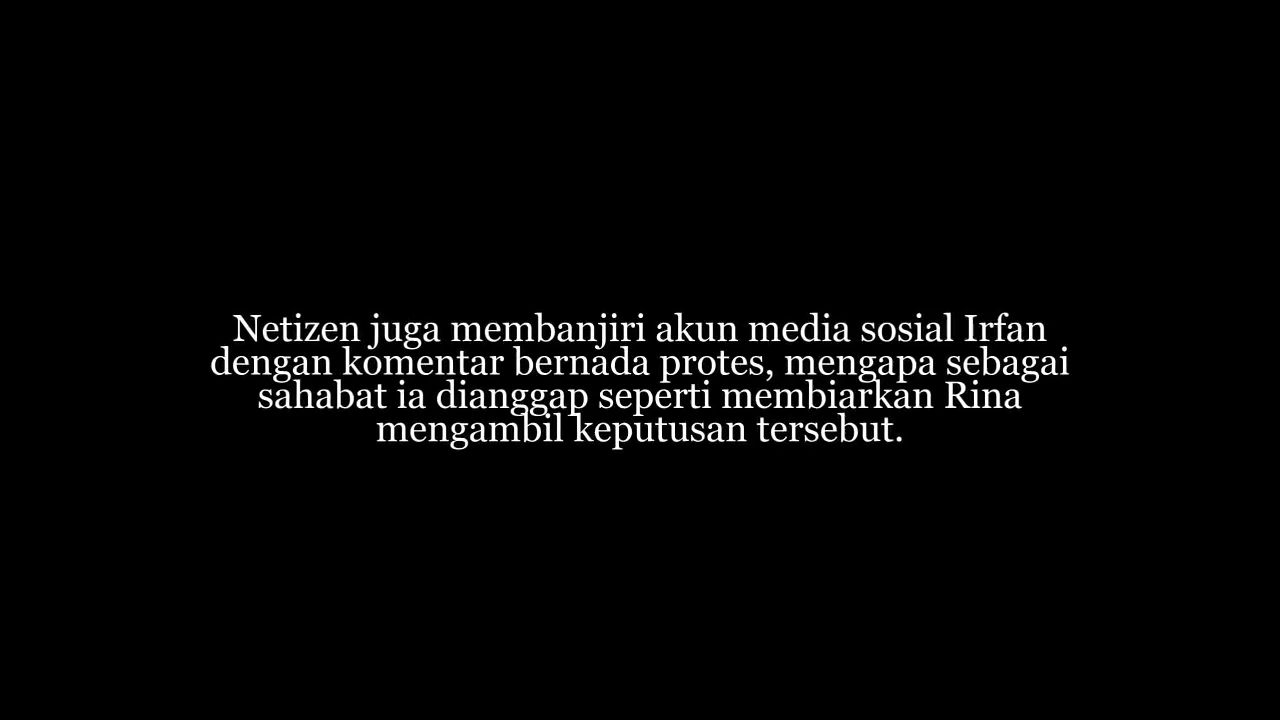 Netizen juga membanjiri akun media sosial Irfan
dengan komentar bernada protes, mengapa sebagai
sahabat ia dianggap seperti membiarkan Rina
mengambil keputusan tersebut.